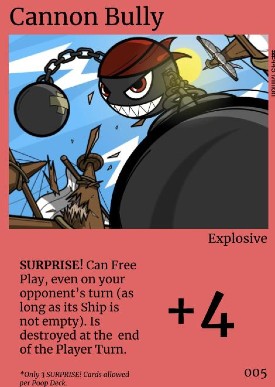 Cannon Bully
Explosive
SURPRISE! Can Free
Play, even on your
opponent's turn (as
long as its Ship is
not empty). Is
destroyed at the end
of the Player Turn.
+4
*Only 3 SURPRISE! Cards allowed
per Poop Deck
005